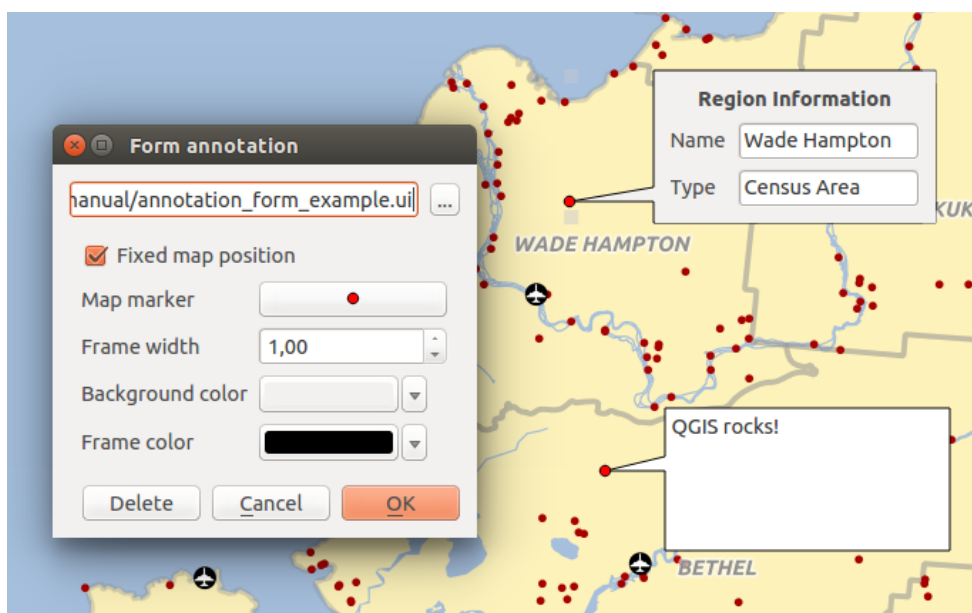 Form annotation
nanual/annotation_form_example.ui
...
Fixed map position
Map marker
Frame width 1,00
Background color
Frame color
Delete Cancel OK
Region Information
Name Wade Hampton
Type Census Area
KUK
WADE HAMPTON
QGIS rocks!
BETHEL